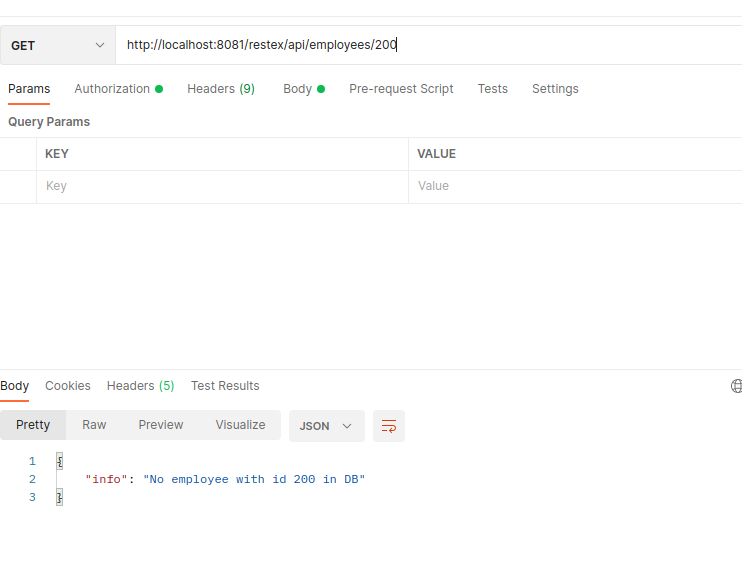 GET http://localhost:8081/restex/api/employees/200
Params Authorization Headers (9) Body Pre-request Script Tests Settings
Query Params
KEY VALUE
Key Value
Body Cookies Headers (5) Test Results
Pretty Raw Preview Visualize JSON
1 {
2 "info": "No employee with id 200 in DB"
3 }